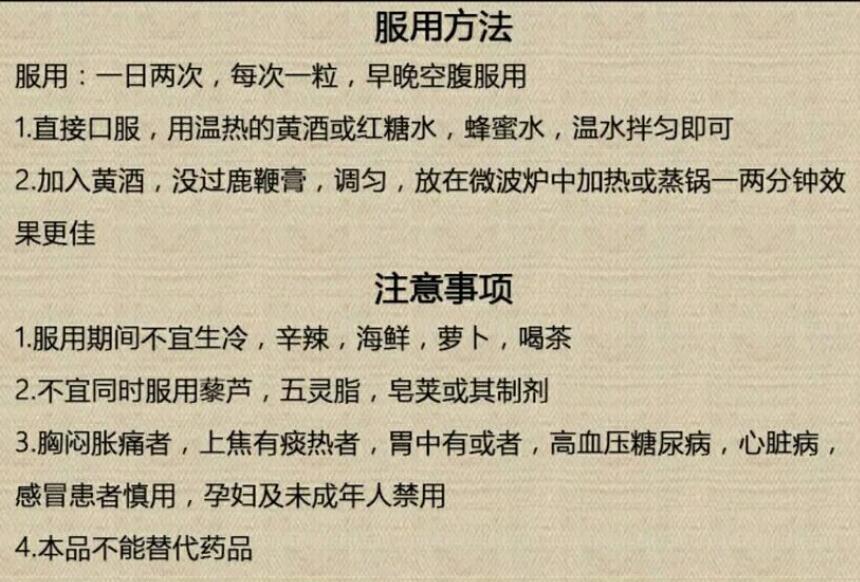 服用方法
服用：一日两次，每次一粒，早晚空腹服用
1.直接口服，用温热的黄酒或红糖水，蜂蜜水，温水拌匀即可
2.加入黄酒，没过鹿鞭膏，调匀，放在微波炉中加热或蒸锅一两分钟效
果更佳
注意事项
1.服用期间不宜生冷，辛辣，海鲜，萝卜，喝茶
2.不宜同时服用藜芦，五灵脂，皂荚或其制剂
3.胸闷胀痛者，上焦有痰热者，胃中有或者，高血压糖尿病，心脏病，
感冒患者慎用，孕妇及未成年人禁用
4.本品不能替代药品